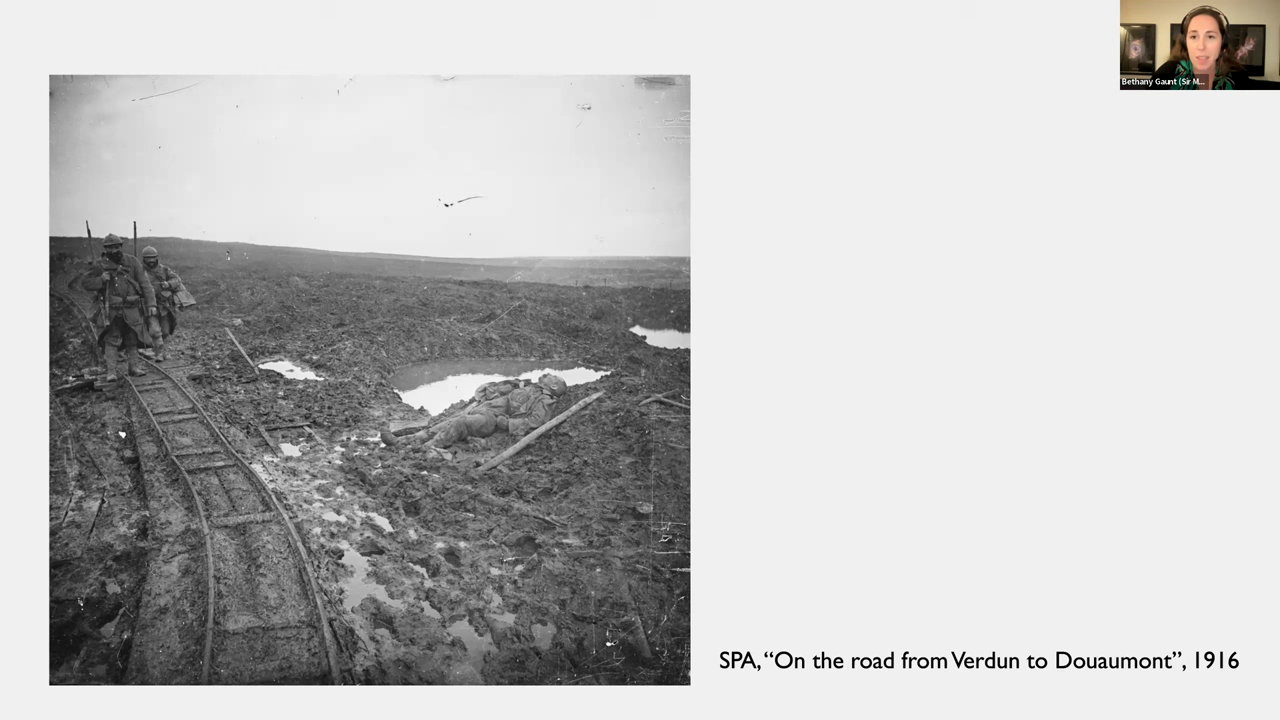 Bethany Gaunt (Sir M...
SPA, “On the road from Verdun to Douaumont”, 1916